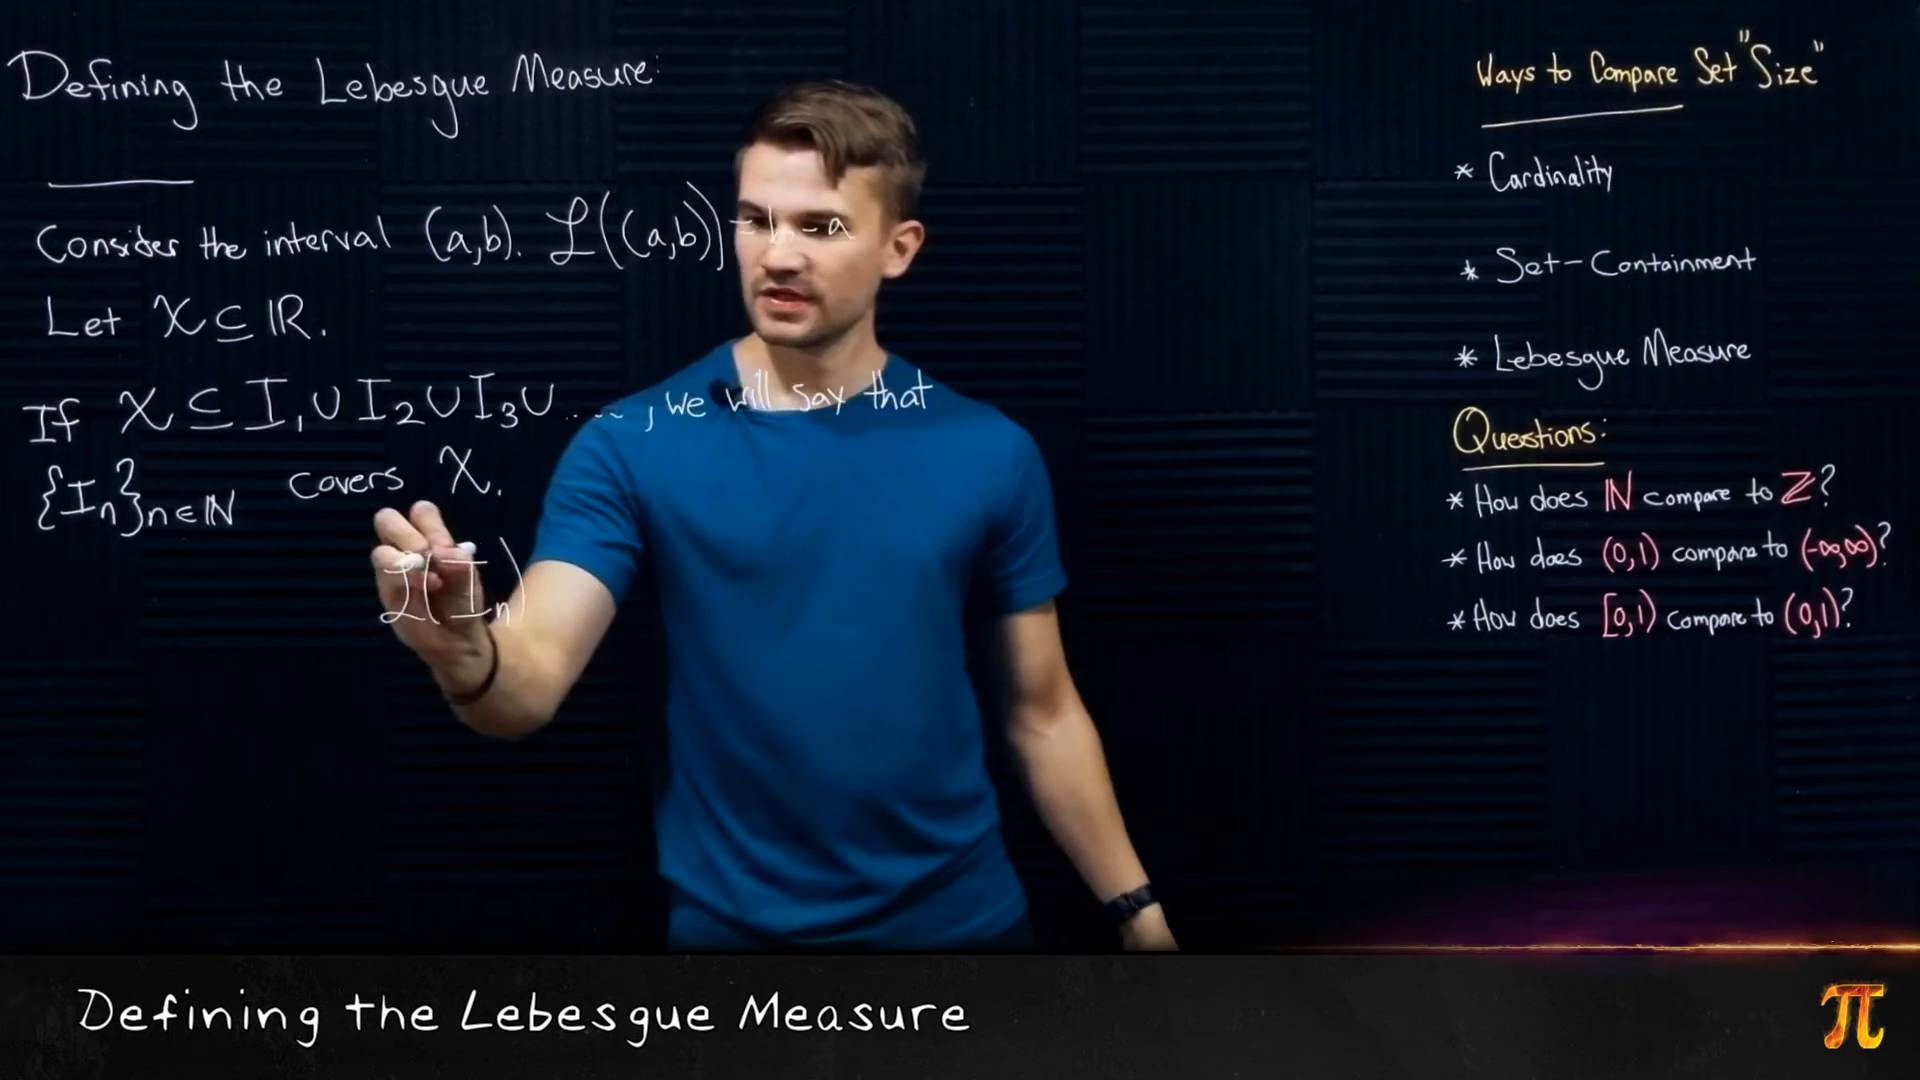 Defining the Lebesgue Measure:
Consider the interval (a,b). ℒ((a,b)) = b - a
Let X ⊆ ℝ.
If X ⊆ I₁ ∪ I₂ ∪ I₃ ∪ ...., we will say that
{Iₙ}ₙ∈ℕ covers X.
ℒ(Iₙ)
Ways to Compare Set "Size"
* Cardinality
* Set-Containment
* Lebesgue Measure
Questions:
* How does ℕ compare to ℤ?
* How does (0,1) compare to (-∞,∞)?
* How does [0,1) compare to (0,1)?
Defining the Lebesgue Measure
π